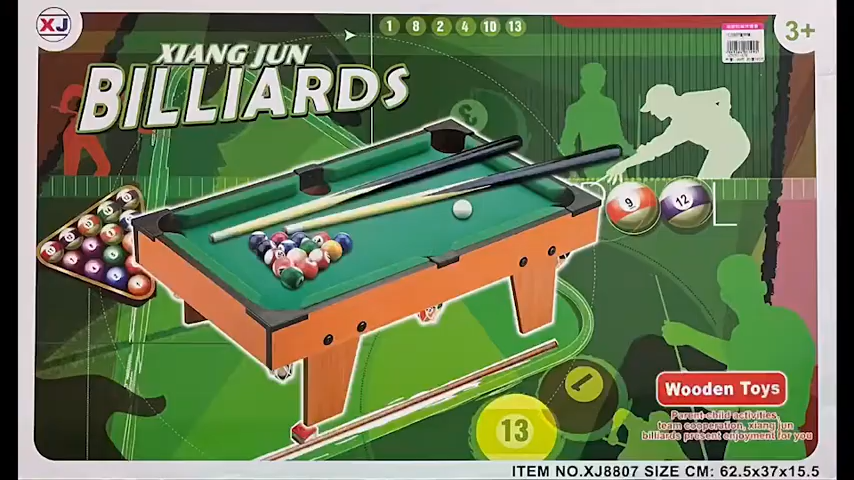 XJ
1 8 2 4 10 13
3+
XIANG JUN
BILLIARDS
3
9
12
1
13
Wooden Toys
Parent-child activities,
team cooperation, xiang jun
billiards present enjoyment for you
ITEM NO.XJ8807 SIZE CM: 62.5x37x15.5